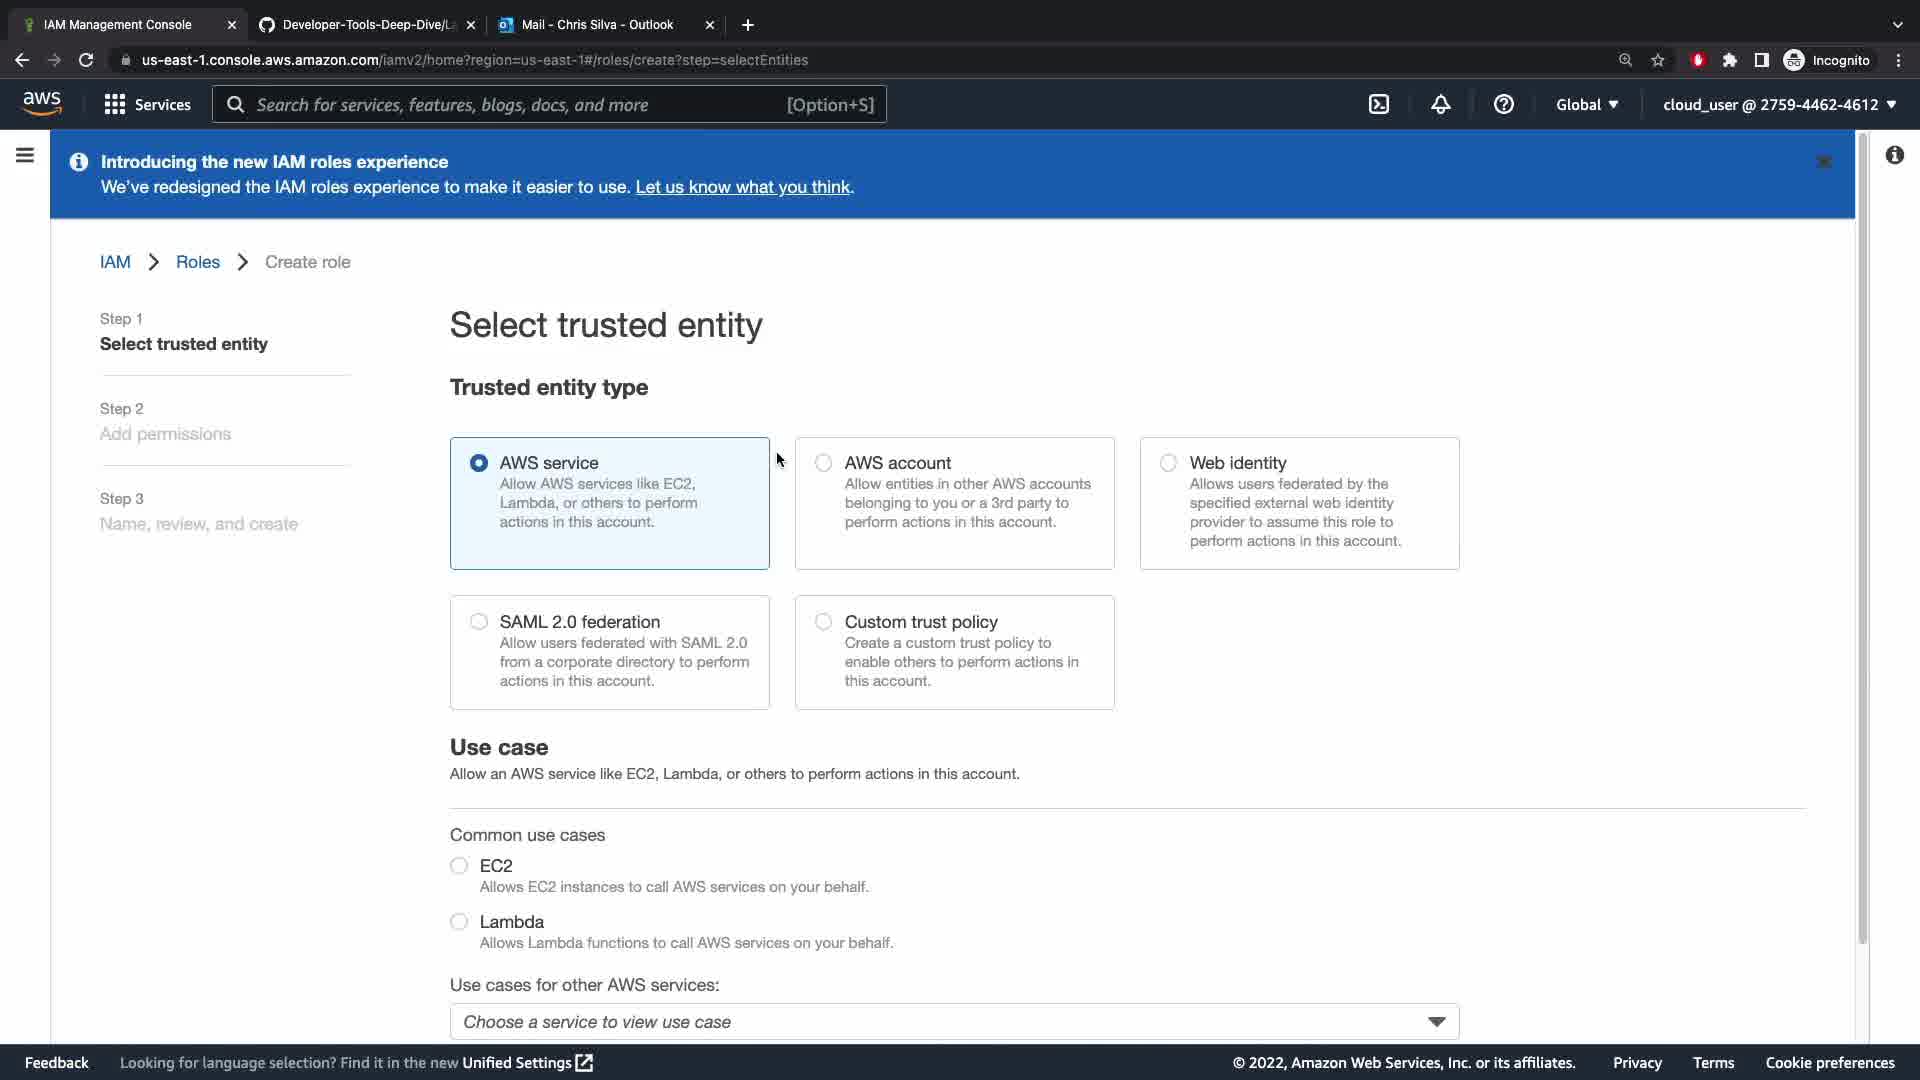 IAM Management Console
Developer-Tools-Deep-Dive/La
Mail - Chris Silva - Outlook
us-east-1.console.aws.amazon.com/iamv2/home?region=us-east-1#/roles/create?step=selectEntities
Incognito
aws
Services
Search for services, features, blogs, docs, and more
[Option+S]
Global
cloud_user @ 2759-4462-4612
Introducing the new IAM roles experience
We've redesigned the IAM roles experience to make it easier to use. Let us know what you think.
IAM
Roles
Create role
Step 1
Select trusted entity
Step 2
Add permissions
Step 3
Name, review, and create
Select trusted entity
Trusted entity type
AWS service
Allow AWS services like EC2,
Lambda, or others to perform
actions in this account.
AWS account
Allow entities in other AWS accounts
belonging to you or a 3rd party to
perform actions in this account.
Web identity
Allows users federated by the
specified external web identity
provider to assume this role to
perform actions in this account.
SAML 2.0 federation
Allow users federated with SAML 2.0
from a corporate directory to perform
actions in this account.
Custom trust policy
Create a custom trust policy to
enable others to perform actions in
this account.
Use case
Allow an AWS service like EC2, Lambda, or others to perform actions in this account.
Common use cases
EC2
Allows EC2 instances to call AWS services on your behalf.
Lambda
Allows Lambda functions to call AWS services on your behalf.
Use cases for other AWS services:
Choose a service to view use case
Feedback
Looking for language selection? Find it in the new Unified Settings
© 2022, Amazon Web Services, Inc. or its affiliates.
Privacy
Terms
Cookie preferences